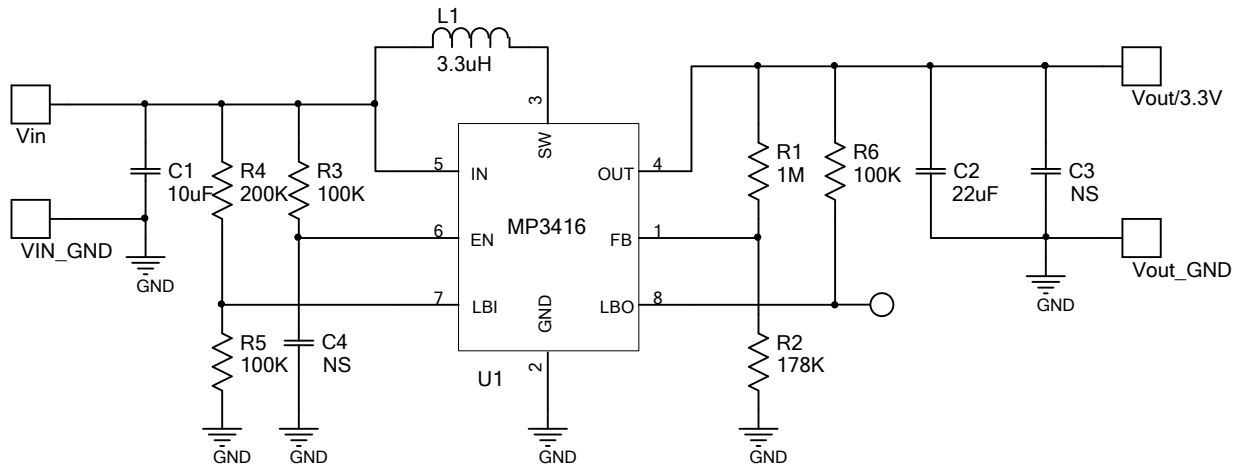 L1
3.3uH
Vin
VIN_GND
C1
10uF
GND
R4
200K
R3
100K
R5
100K
C4
NS
GND
GND
3
SW
5
IN
6
EN
7
LBI
MP3416
GND
2
U1
GND
OUT
4
FB
1
LBO
8
R1
1M
R6
100K
R2
178K
GND
C2
22uF
C3
NS
GND
Vout/3.3V
Vout_GND